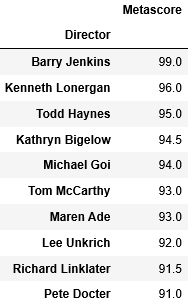 Metascore
Director
Barry Jenkins 99.0
Kenneth Lonergan 96.0
Todd Haynes 95.0
Kathryn Bigelow 94.5
Michael Goi 94.0
Tom McCarthy 93.0
Maren Ade 93.0
Lee Unkrich 92.0
Richard Linklater 91.5
Pete Docter 91.0